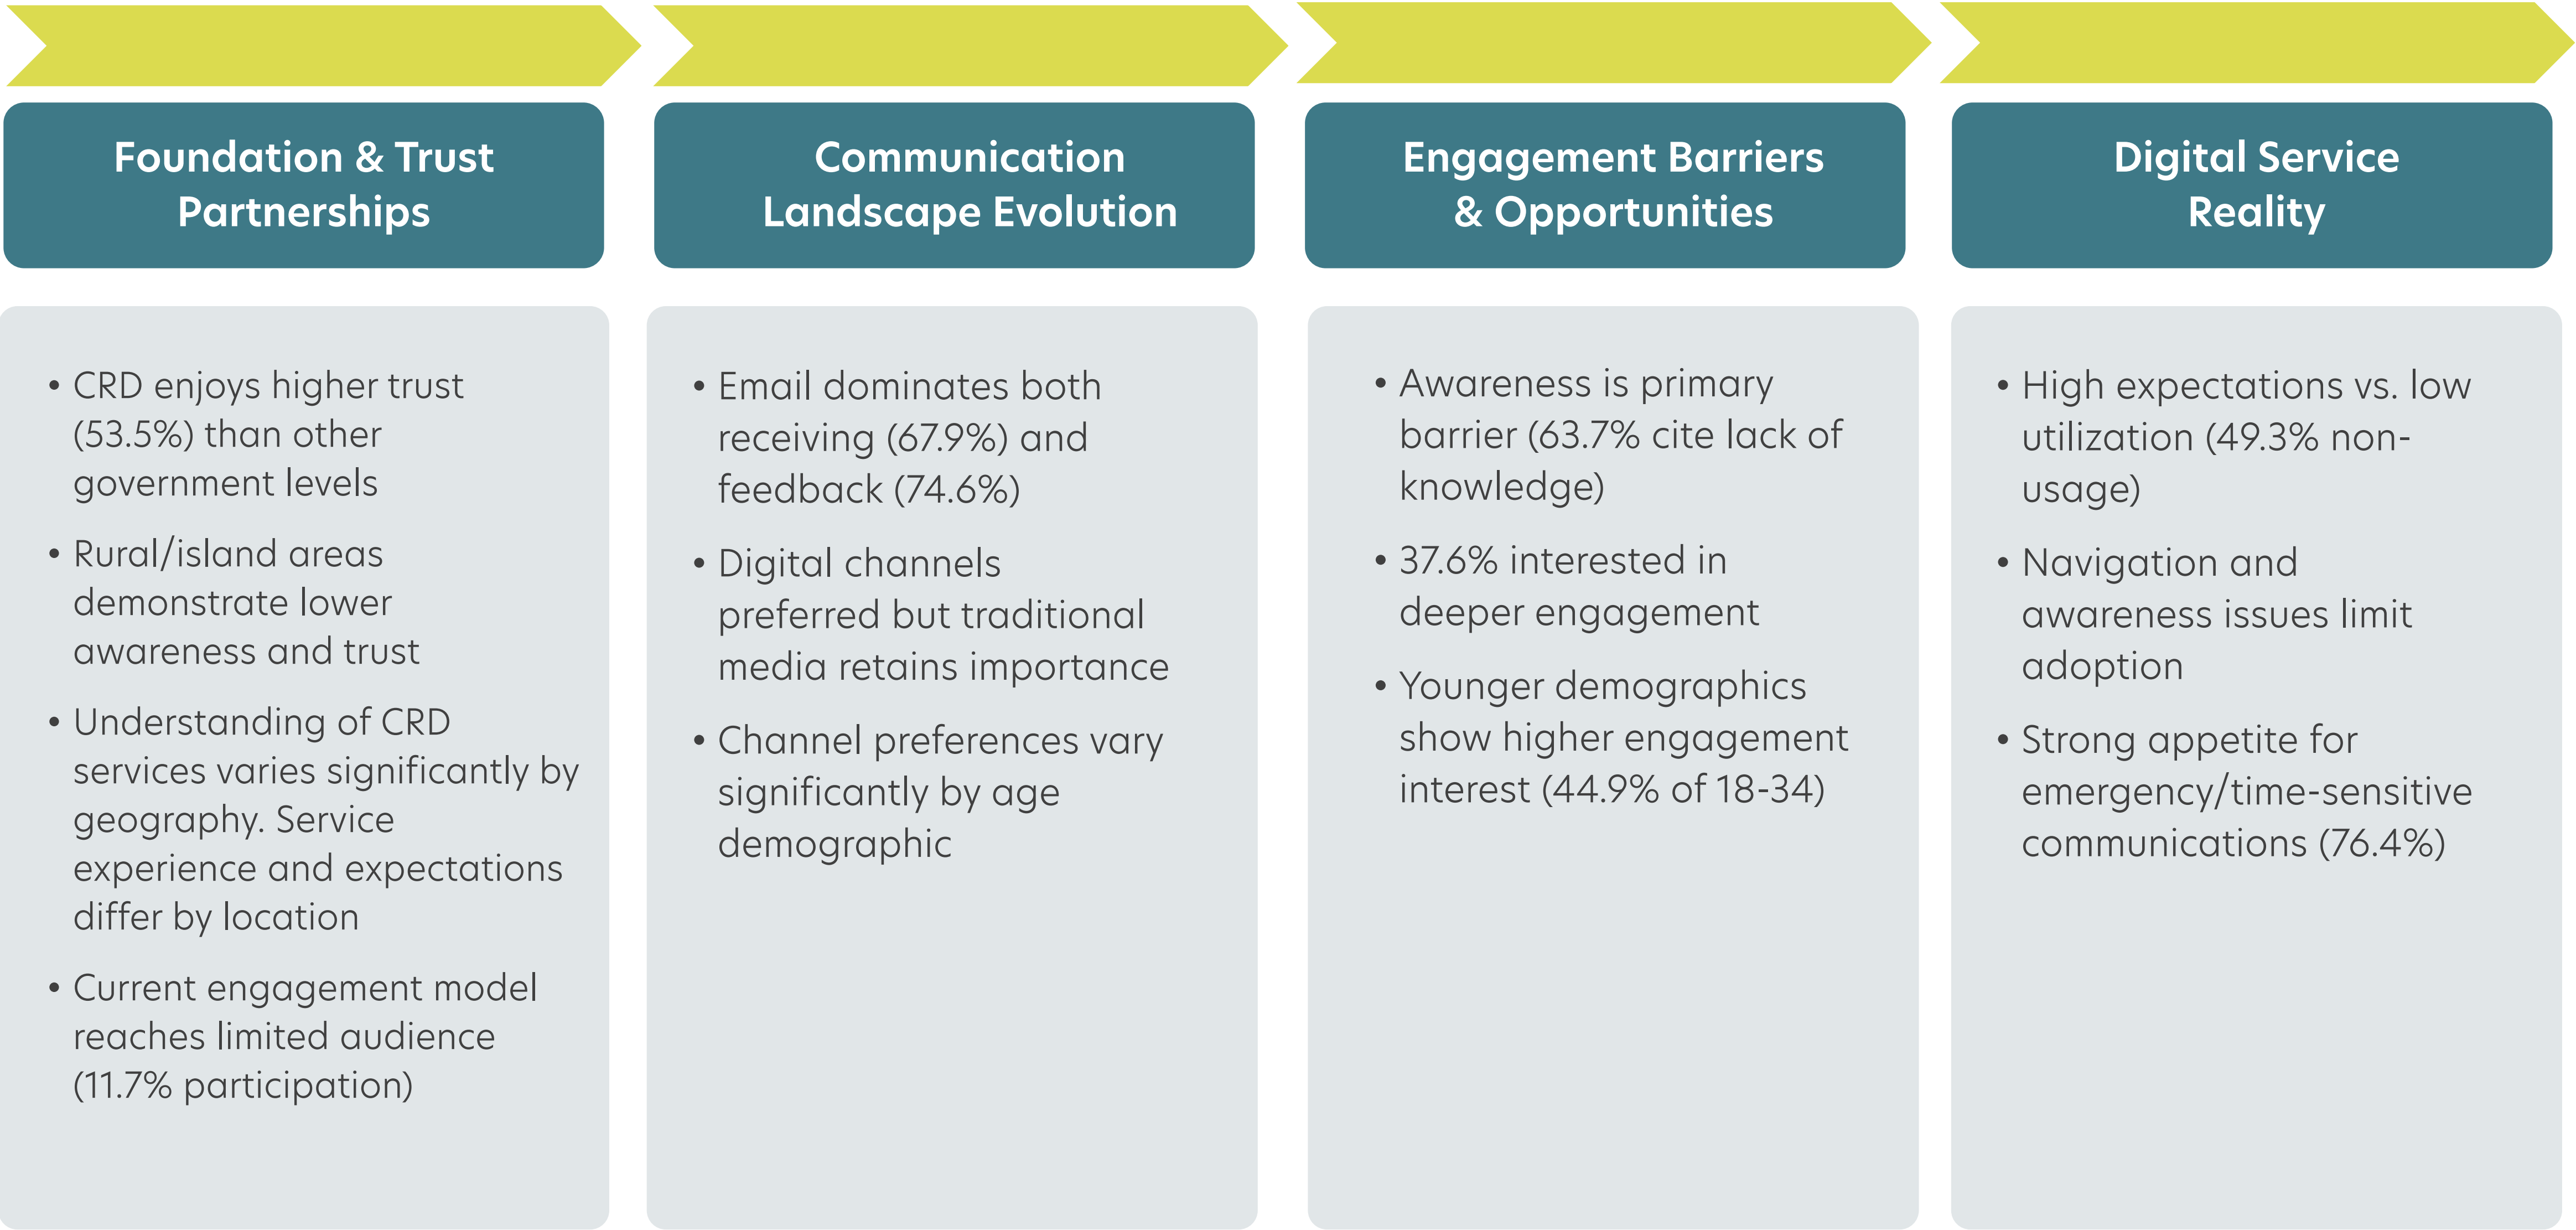 Foundation & Trust
Partnerships
• CRD enjoys higher trust
(53.5%) than other
government levels
• Rural/island areas
demonstrate lower
awareness and trust
• Understanding of CRD
services varies significantly by
geography. Service
experience and expectations
differ by location
• Current engagement model
reaches limited audience
(11.7% participation)
Communication
Landscape Evolution
• Email dominates both
receiving (67.9%) and
feedback (74.6%)
• Digital channels
preferred but traditional
media retains importance
• Channel preferences vary
significantly by age
demographic
Engagement Barriers
& Opportunities
• Awareness is primary
barrier (63.7% cite lack of
knowledge)
• 37.6% interested in
deeper engagement
• Younger demographics
show higher engagement
interest (44.9% of 18-34)
Digital Service
Reality
• High expectations vs. low
utilization (49.3% non-
usage)
• Navigation and
awareness issues limit
adoption
• Strong appetite for
emergency/time-sensitive
communications (76.4%)